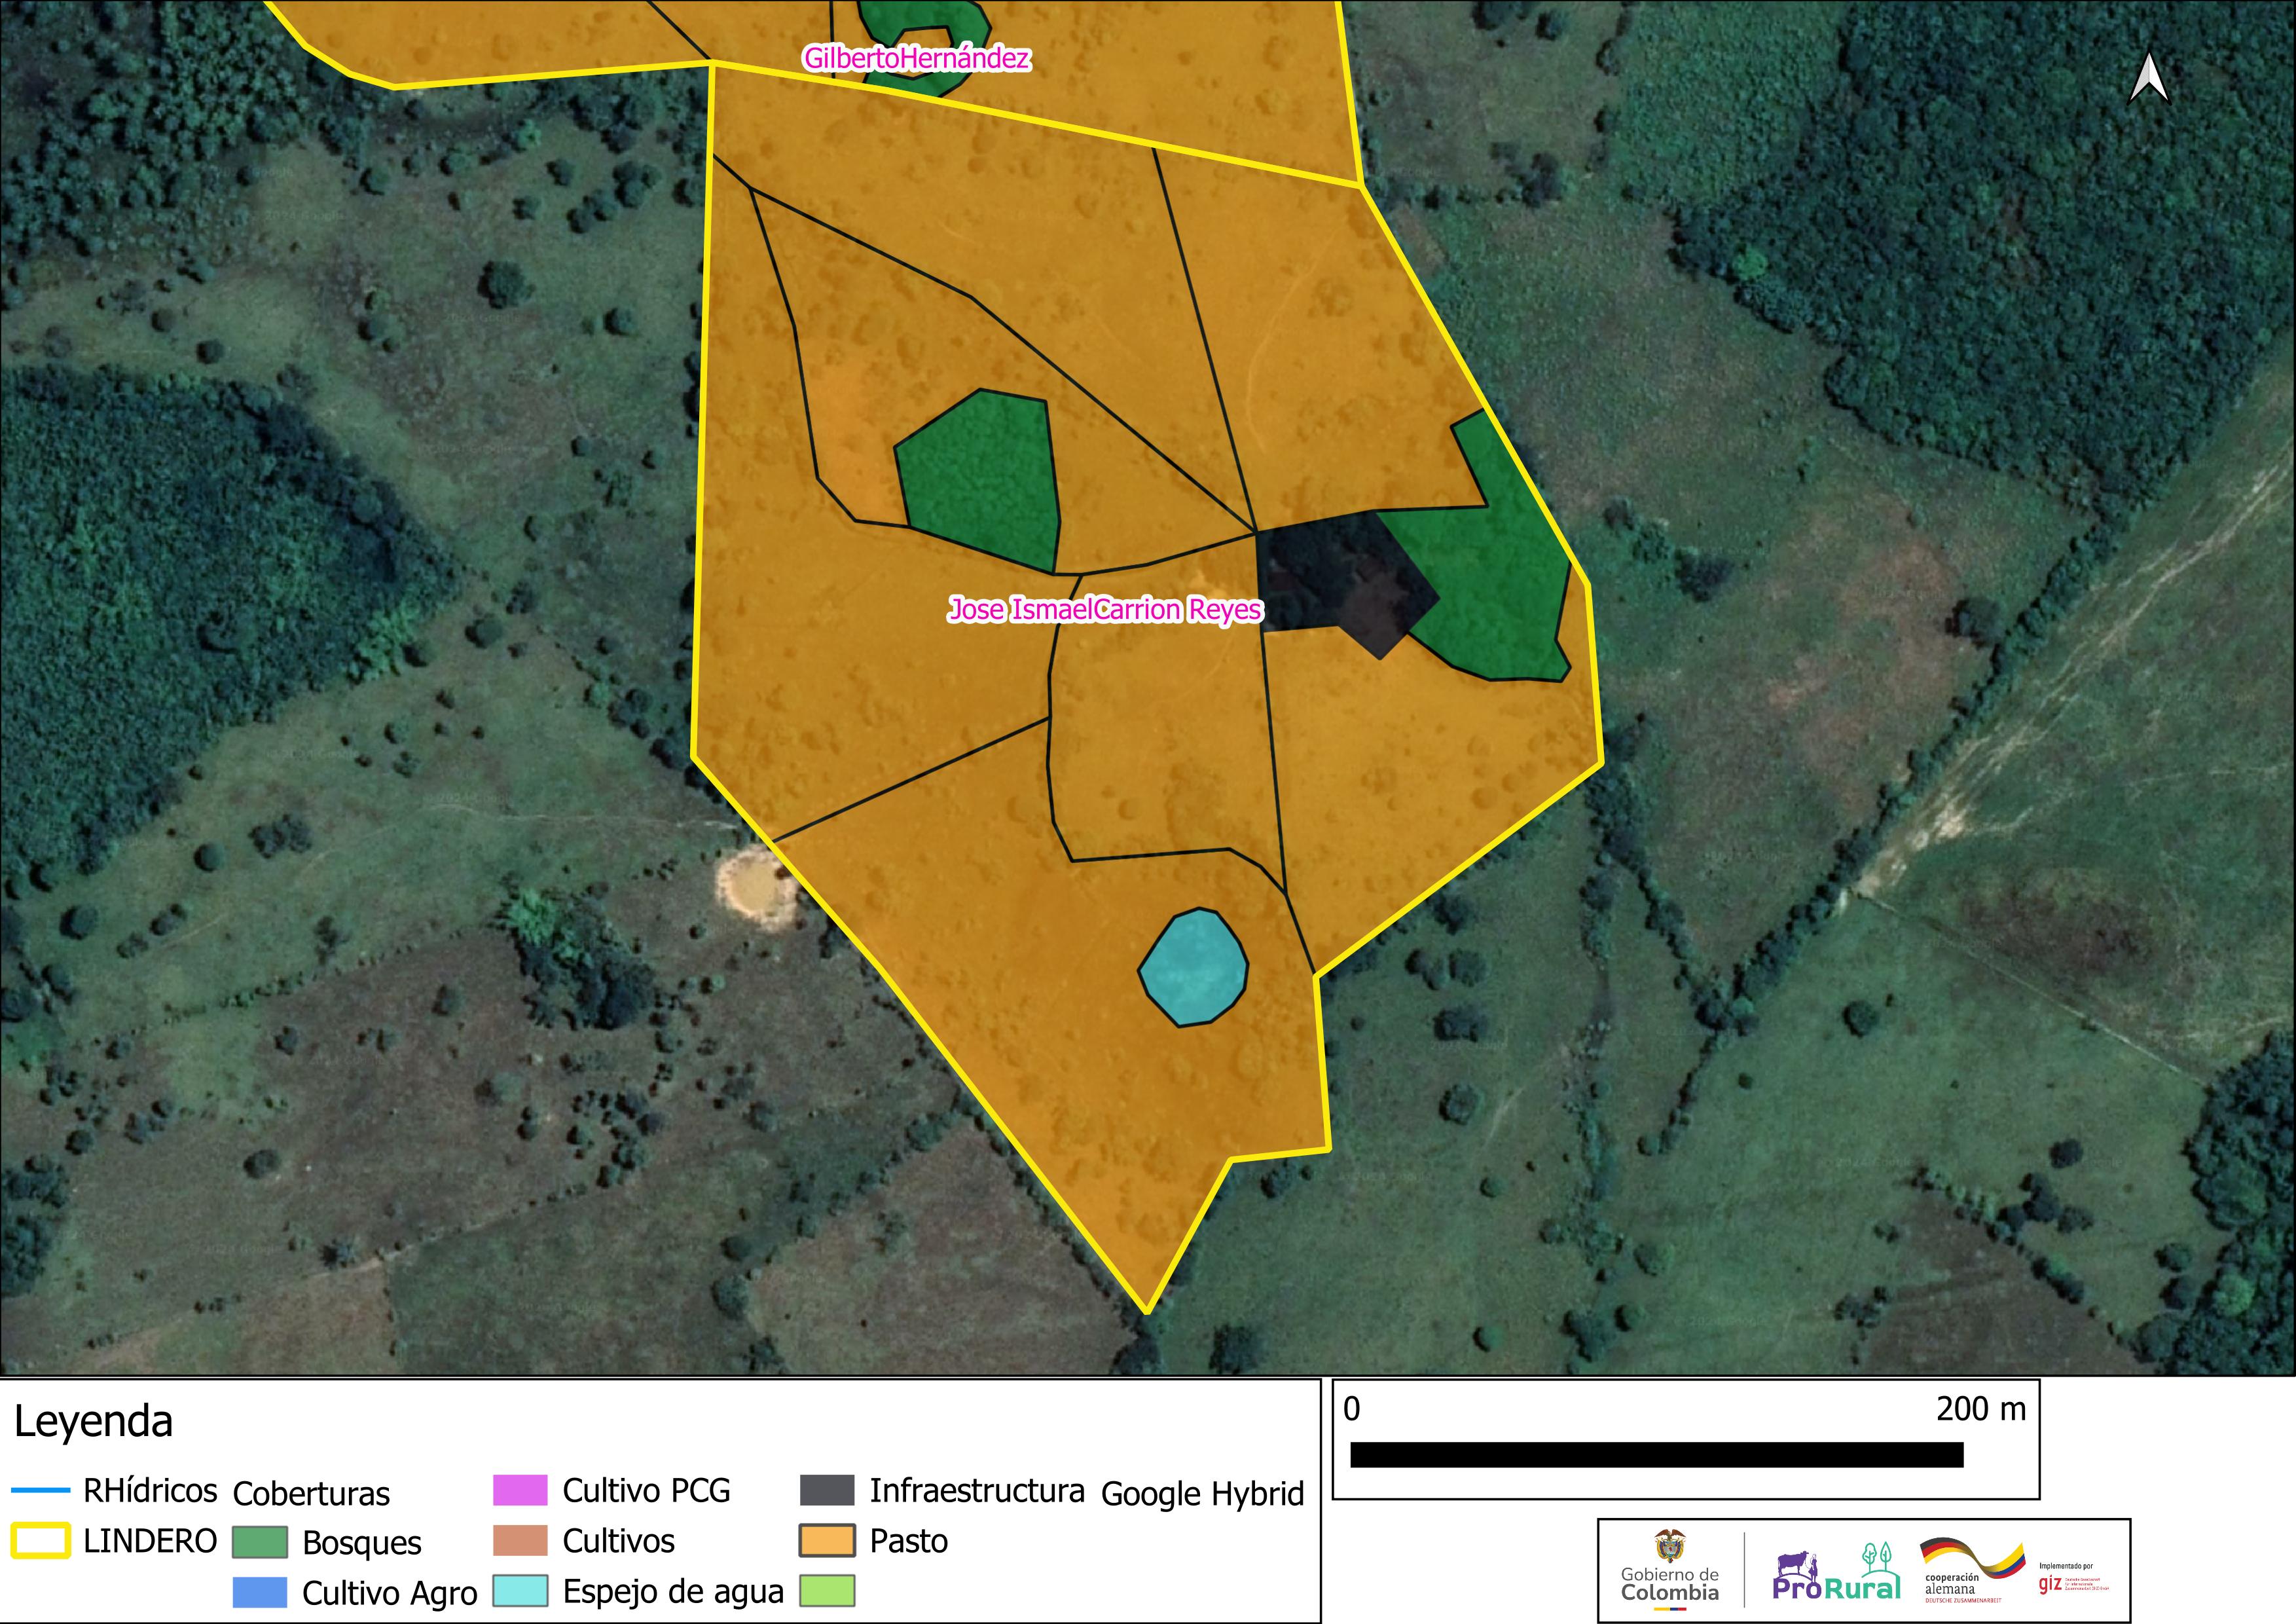 GilbertoHernández
Jose IsmaelCarrion Reyes
Leyenda
RHídricos
LINDERO
Coberturas
Bosques
Cultivo Agro
Cultivo PCG
Cultivos
Espejo de agua
Infraestructura
Pasto
Google Hybrid
0 200 m
Gobierno de
Colombia
ProRural
cooperación
alemana
DEUTSCHE ZUSAMMENARBEIT
Implementado por
giz